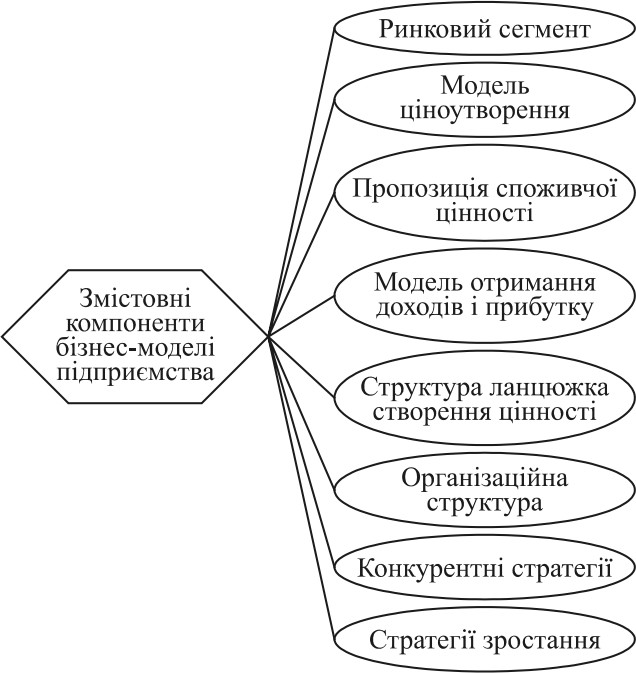 Ринковий сегмент
Модель
ціноутворення
Пропозиція споживчої
цінності
Змістовні
компоненти
бізнес-моделі
підприємства
Модель отримання
доходів і прибутку
Структура ланцюжка
створення цінності
Організаційна
структура
Конкурентні стратегії
Стратегії зростання